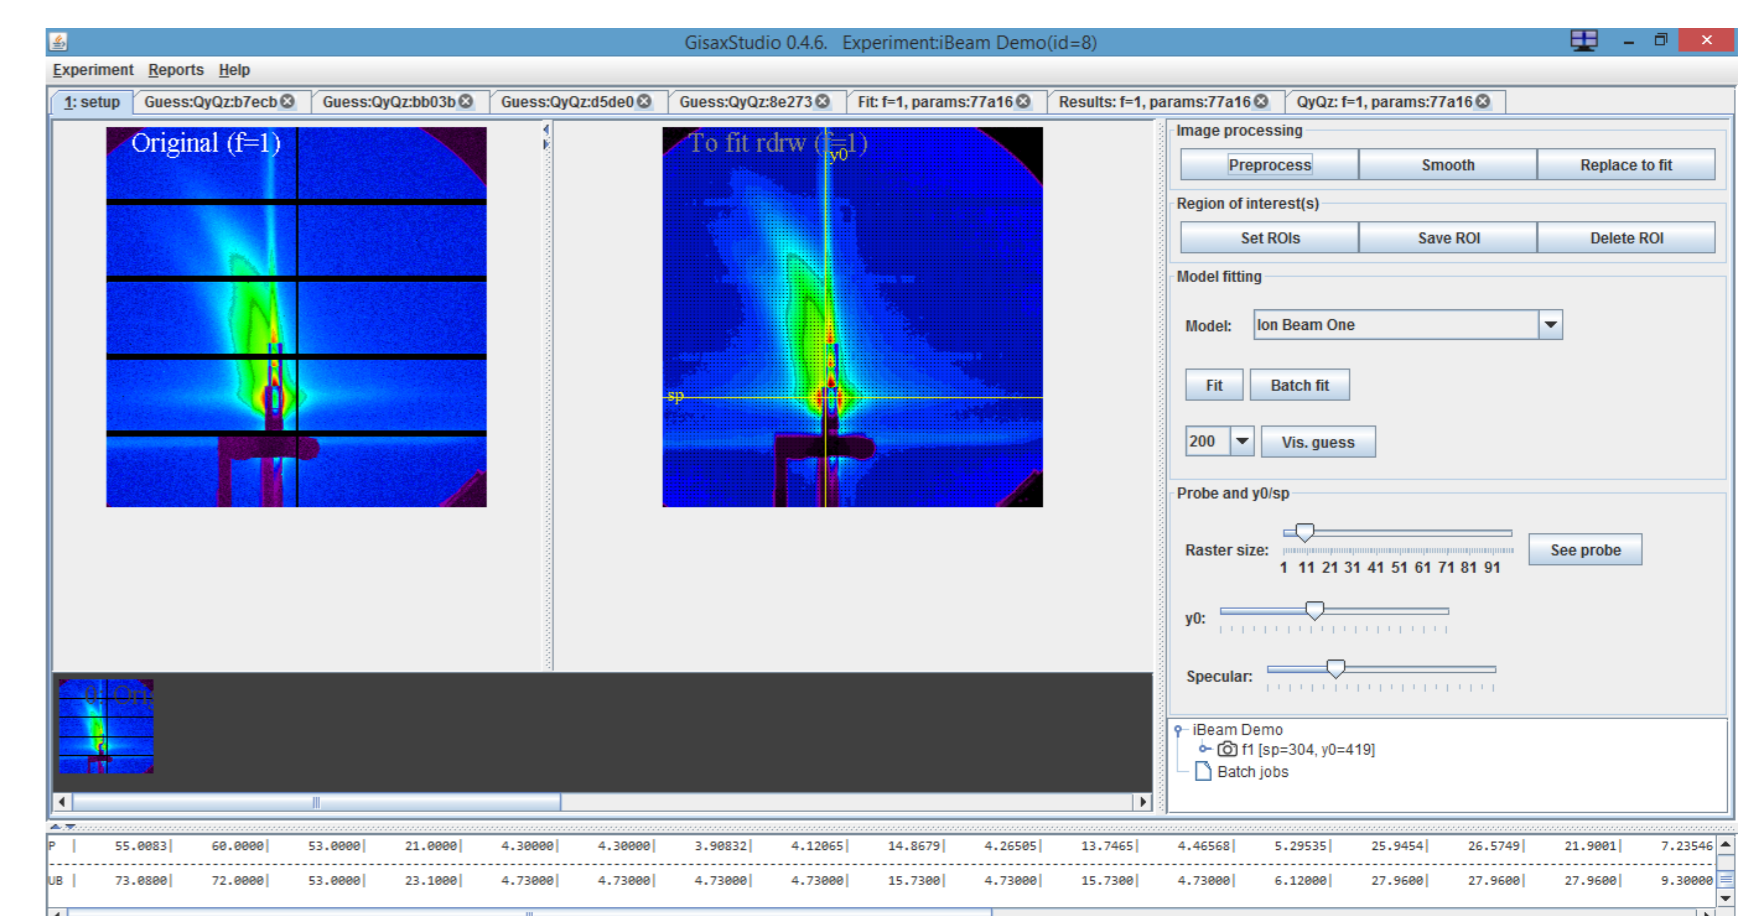 GisaxStudio 0.4.6. Experiment:iBeam Demo(id=8)
Experiment Reports Help
1: setup Guess:QyQz:b7ecb Guess:QyQz:bb03b Guess:QyQz:d5de0 Guess:QyQz:8e273 Fit: f=1, params:77a16 Results: f=1, params:77a16 QyQz: f=1, params:77a16
Original (f=1)
To fit rdrw (f=1)
y0
sp
0: Orig
Image processing
Preprocess Smooth Replace to fit
Region of interest(s)
Set ROIs Save ROI Delete ROI
Model fitting
Model: Ion Beam One
Fit Batch fit
200 Vis. guess
Probe and y0/sp
Raster size: See probe
1 11 21 31 41 51 61 71 81 91
y0:
Specular:
iBeam Demo
f1 [sp=304, y0=419]
Batch jobs
P | 55.0083| 60.0000| 53.0000| 21.0000| 4.30000| 4.30000| 3.90832| 4.12065| 14.8679| 4.26505| 13.7465| 4.46568| 5.29535| 25.9454| 26.5749| 21.9001| 7.23546
UB | 73.0800| 72.0000| 53.0000| 23.1000| 4.73000| 4.73000| 4.73000| 4.73000| 15.7300| 4.73000| 15.7300| 4.73000| 6.12000| 27.9600| 27.9600| 27.9600| 9.30000